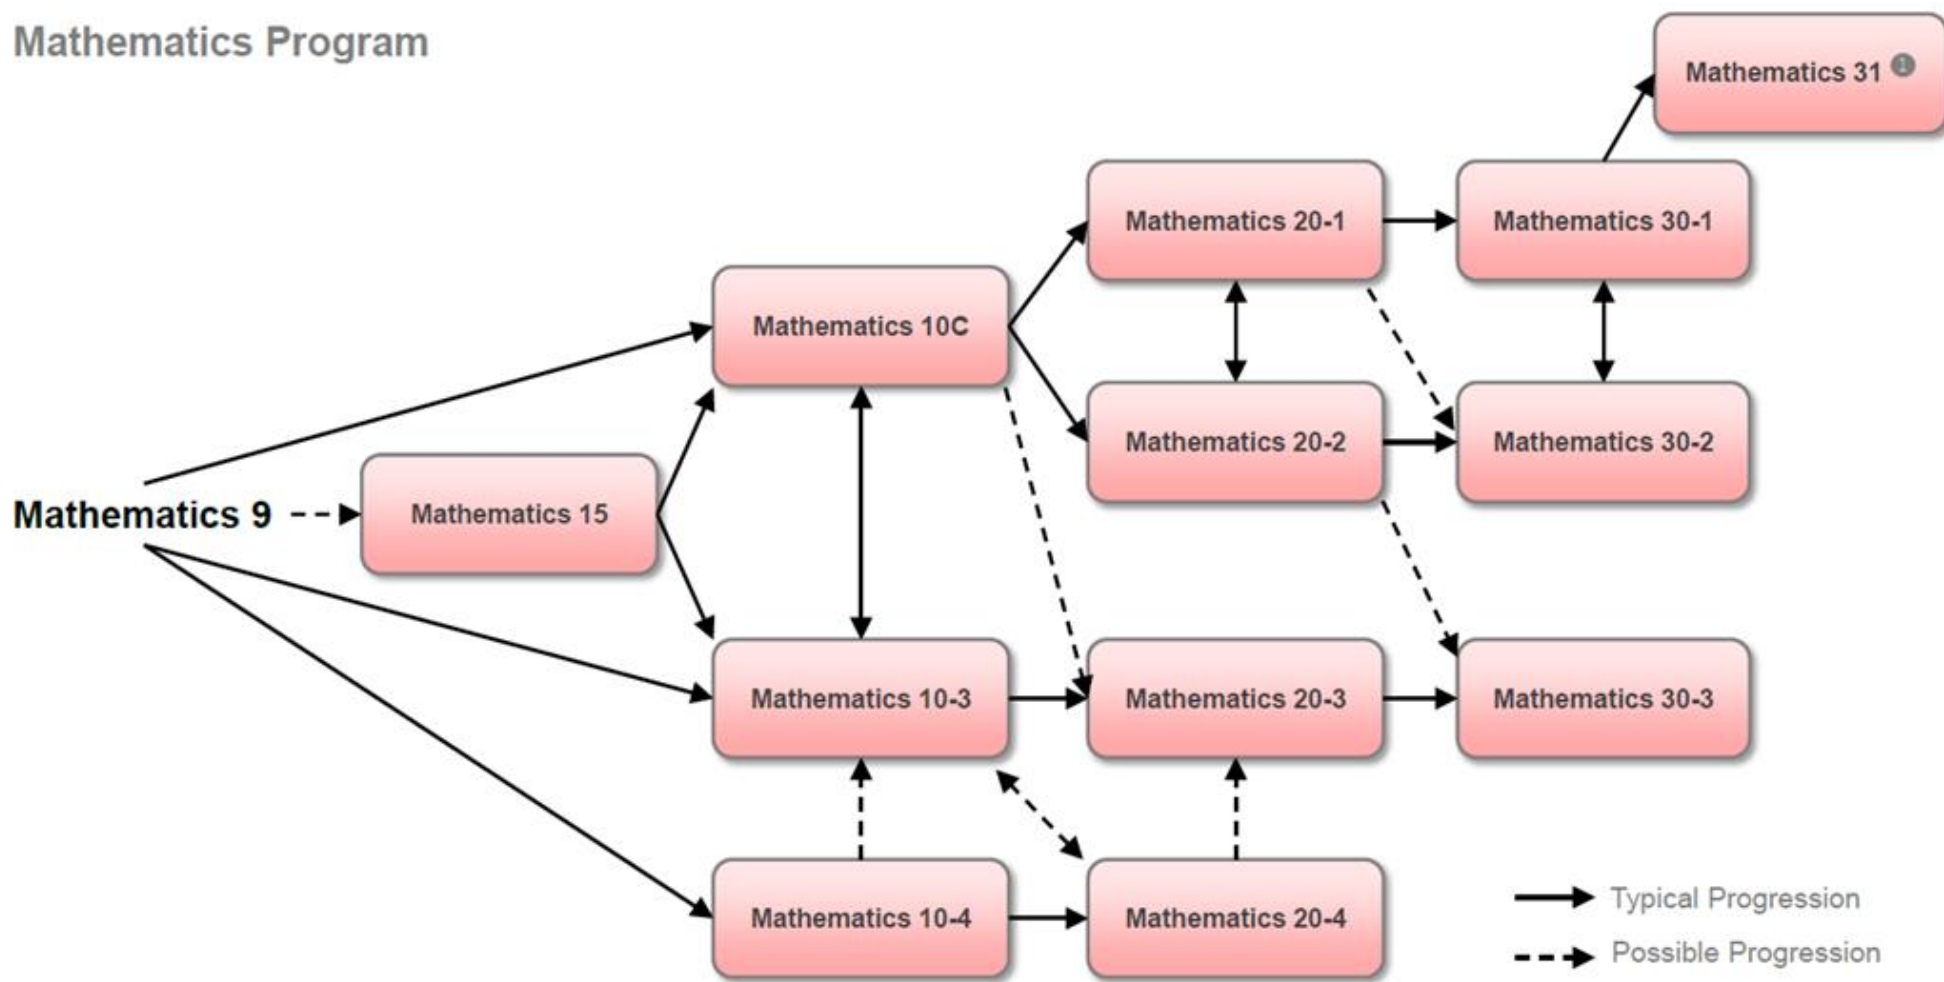 Mathematics Program
Mathematics 31 1
Mathematics 20-1
Mathematics 30-1
Mathematics 10C
Mathematics 20-2
Mathematics 30-2
Mathematics 9
Mathematics 15
Mathematics 10-3
Mathematics 20-3
Mathematics 30-3
Mathematics 10-4
Mathematics 20-4
Typical Progression
Possible Progression